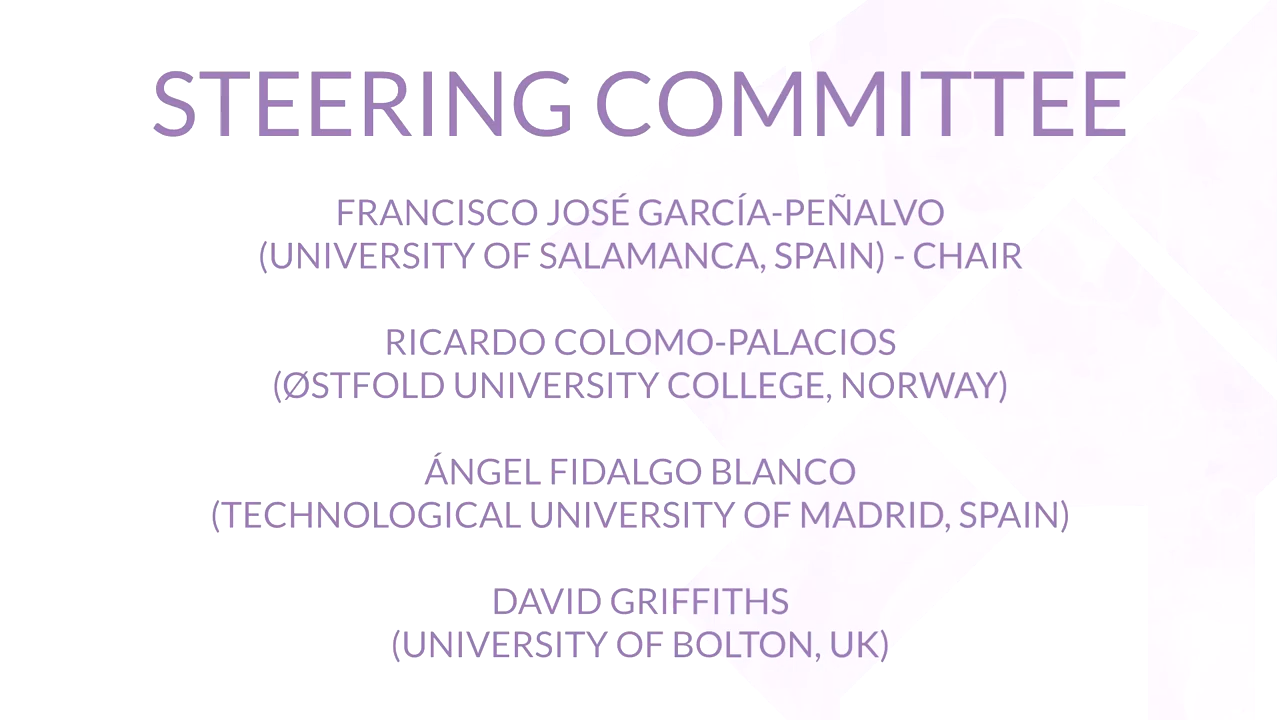 STEERING COMMITTEE
FRANCISCO JOSÉ GARCÍA-PEÑALVO
(UNIVERSITY OF SALAMANCA, SPAIN) - CHAIR
RICARDO COLOMO-PALACIOS
(ØSTFOLD UNIVERSITY COLLEGE, NORWAY)
ÁNGEL FIDALGO BLANCO
(TECHNOLOGICAL UNIVERSITY OF MADRID, SPAIN)
DAVID GRIFFITHS
(UNIVERSITY OF BOLTON, UK)